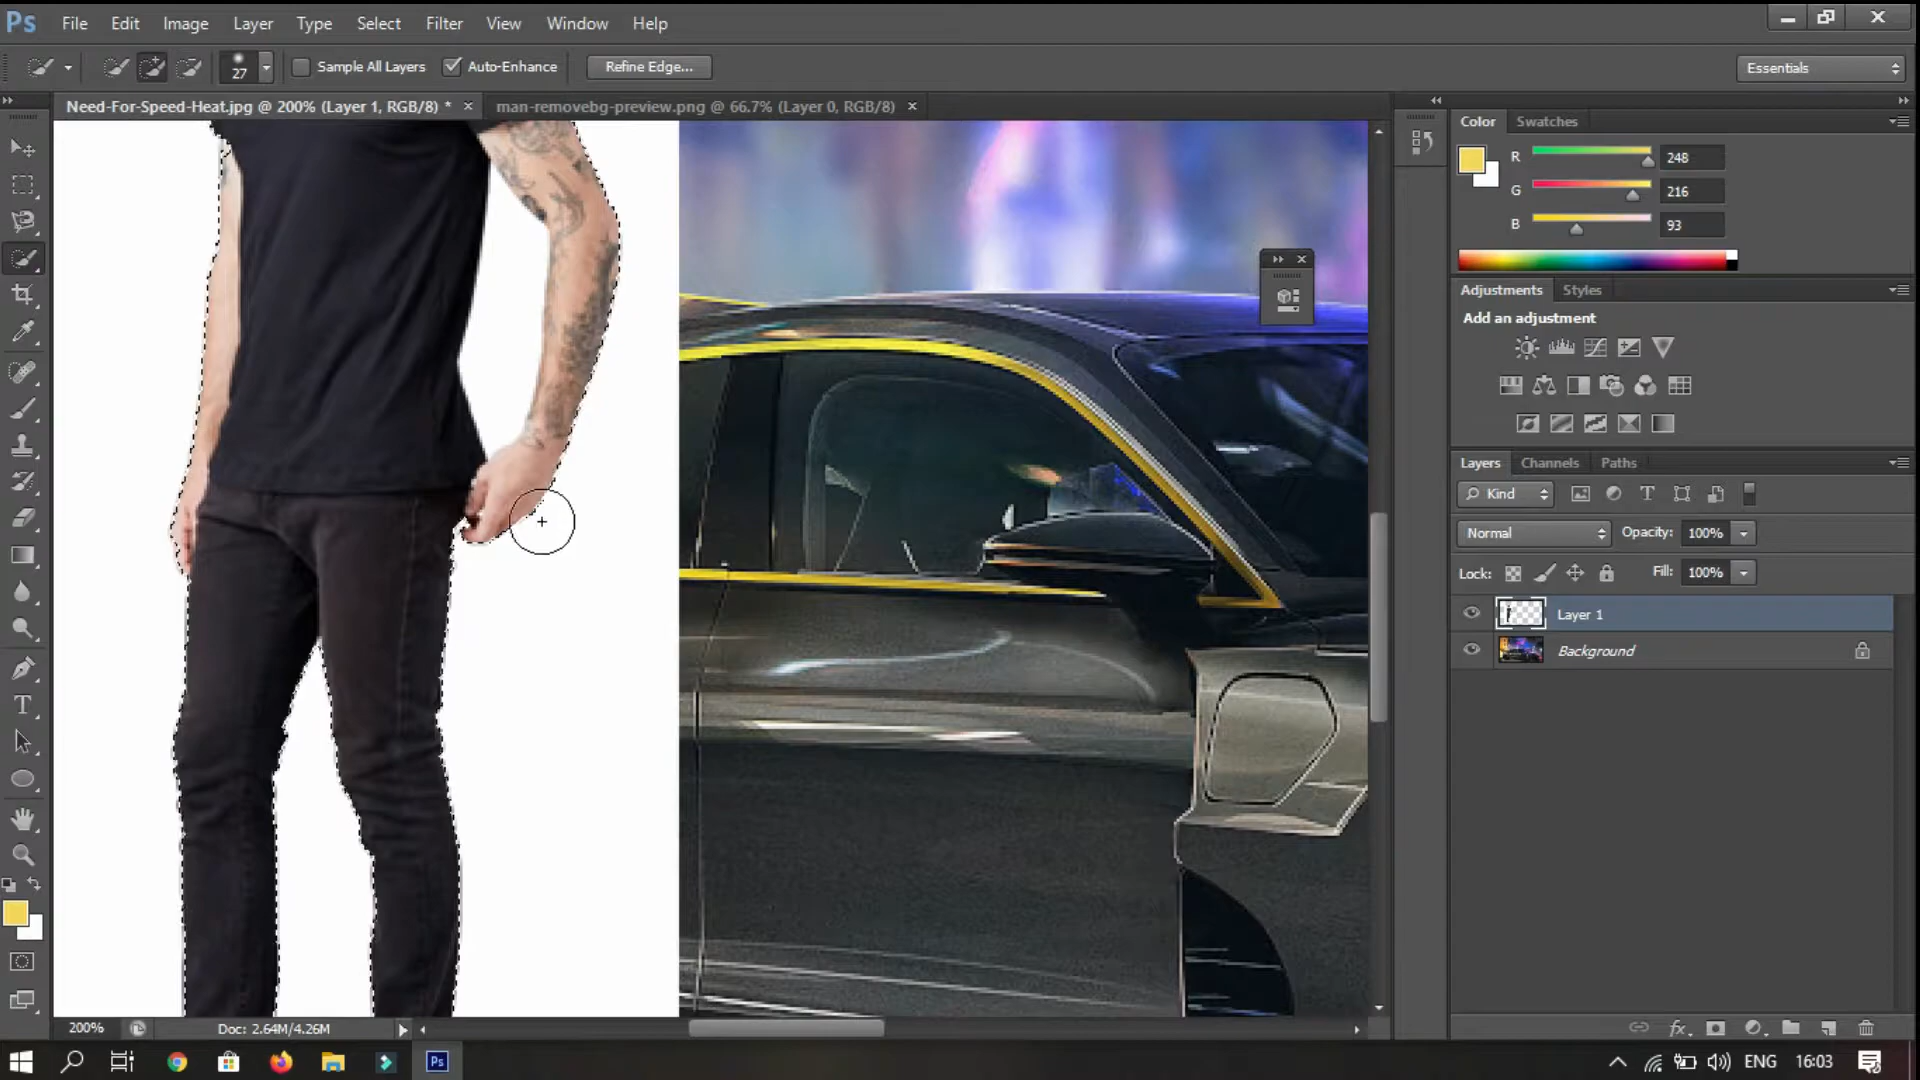 Ps File Edit Image Layer Type Select Filter View Window Help
27 Sample All Layers Auto-Enhance Refine Edge... Essentials
Need-For-Speed-Heat.jpg @ 200% (Layer 1, RGB/8) * × man-removebg-preview.png @ 66.7% (Layer 0, RGB/8) ×
Color Swatches
R 248
G 216
B 93
Adjustments Styles
Add an adjustment
Layers Channels Paths
Kind
Normal Opacity: 100%
Lock: Fill: 100%
Layer 1
Background
200% Doc: 2.64M/4.26M
Ps ENG 16:03